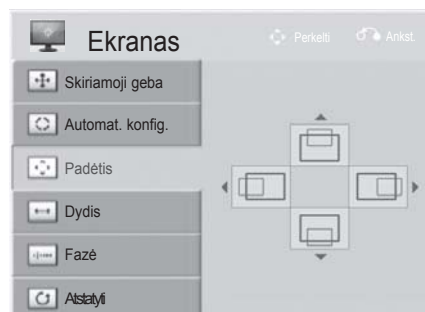 Ekranas
Perkelti
Ankst.
Skiriamoji geba
Automat. konfig.
Padėtis
Dydis
Fazė
Atstatyti